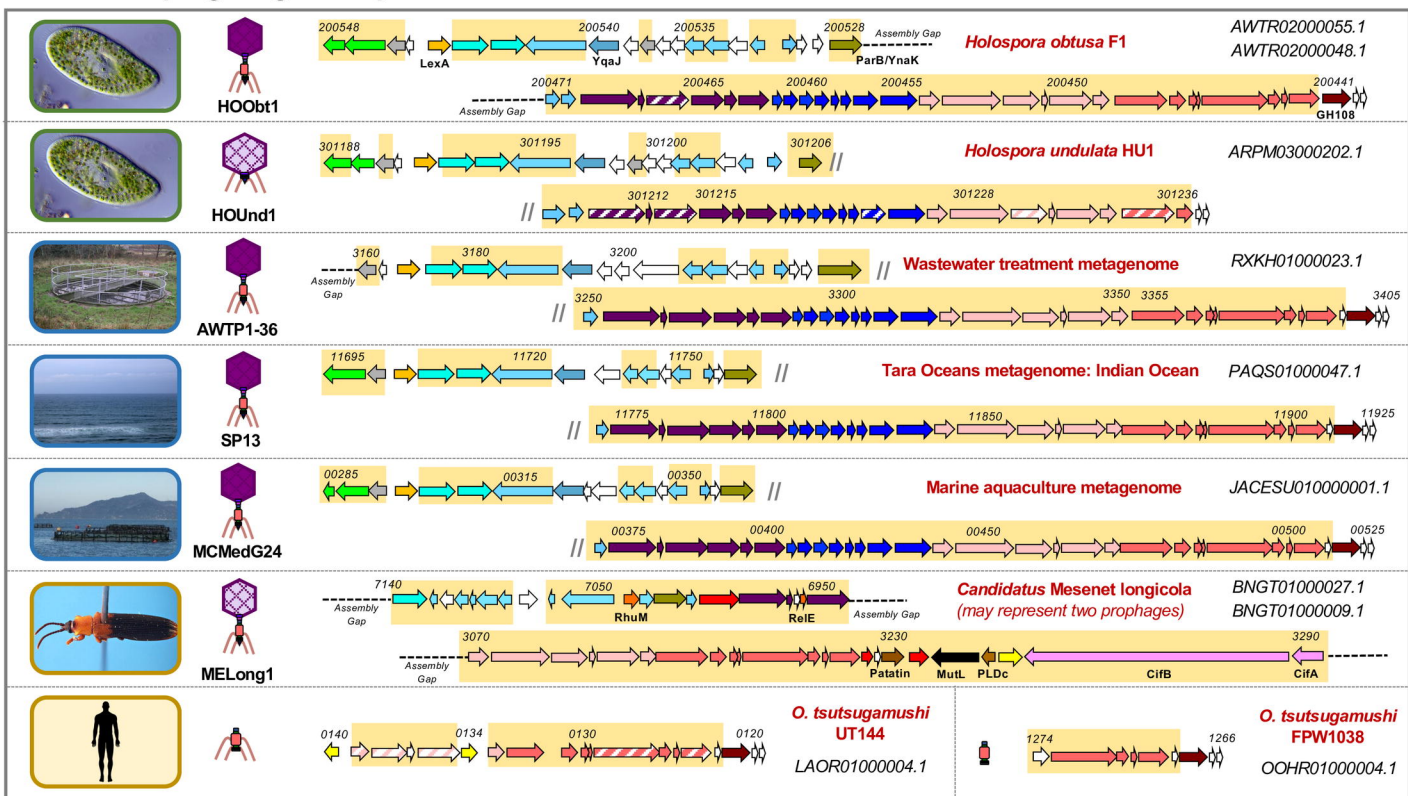 200548
200540
200535
200528
Assembly Gap
Holospora obtusa F1
AWTR02000055.1
AWTR02000048.1
LexA
YqaJ
ParB/YnaK
HOObt1
Assembly Gap
200471
200465
200460
200455
200450
200441
GH108
301188
301195
301200
301206
//
Holospora undulata HU1
ARPM03000202.1
HOUnd1
//
301212
301215
301228
301236
3160
3180
3200
Assembly Gap
//
Wastewater treatment metagenome
RXKH01000023.1
AWTP1-36
//
3250
3300
3350
3355
3405
11695
11720
11750
//
Tara Oceans metagenome: Indian Ocean
PAQS01000047.1
SP13
//
11775
11800
11850
11900
11925
00285
00315
00350
//
Marine aquaculture metagenome
JACESU010000001.1
MCMedG24
//
00375
00400
00450
00500
00525
7140
7050
6950
Assembly Gap
RhuM
RelE
Assembly Gap
Candidatus Mesenet longicola
(may represent two prophages)
BNGT01000027.1
BNGT01000009.1
MELong1
Assembly Gap
3070
3230
3290
Patatin
MutL
PLDc
CifB
CifA
0140
0134
0130
0120
O. tsutsugamushi
UT144
LAOR01000004.1
1274
1266
O. tsutsugamushi
FPW1038
OOHR01000004.1